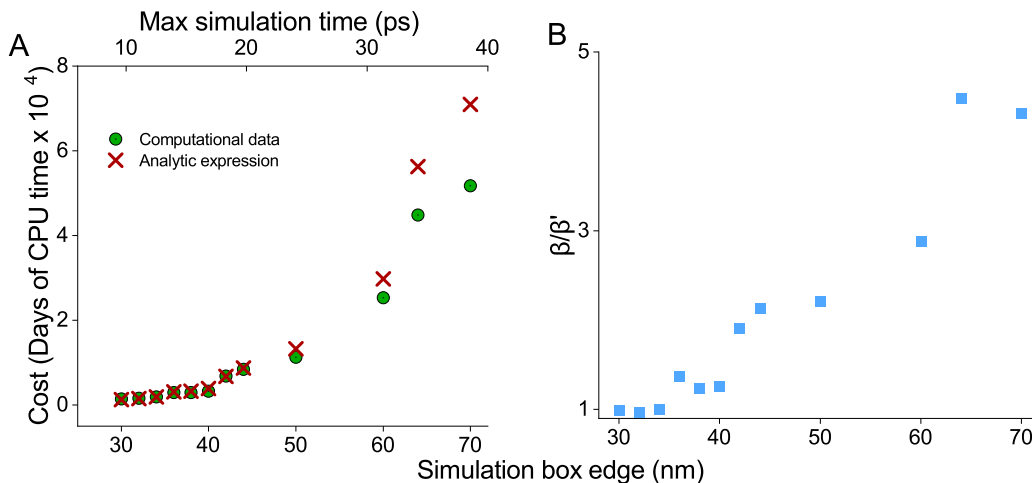 Max simulation time (ps)
A
B
10 20 30 40
Cost (Days of CPU time x 10 4)
8
6
4
2
0
Computational data
Analytic expression
30 40 50 60 70
β/β'
5
3
1
30 40 50 60 70
Simulation box edge (nm)